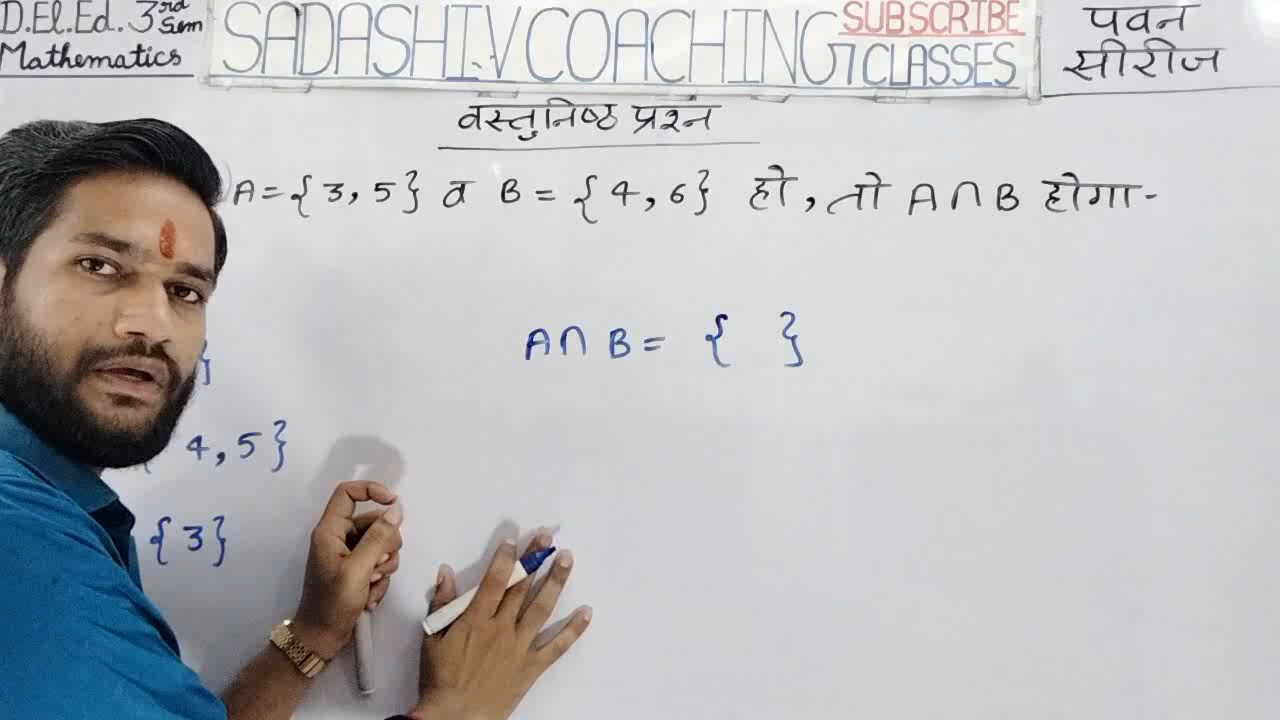 D.El.Ed. 3rd Sem
Mathematics
SADASHIV COACHING CLASSES
SUBSCRIBE
पवन
सीरीज
वस्तुनिष्ठ प्रश्न
A = {3, 5} व B = {4, 6} हो, तो A ∩ B होगा-
A ∩ B = { }
}
{ 4, 5}
{3}